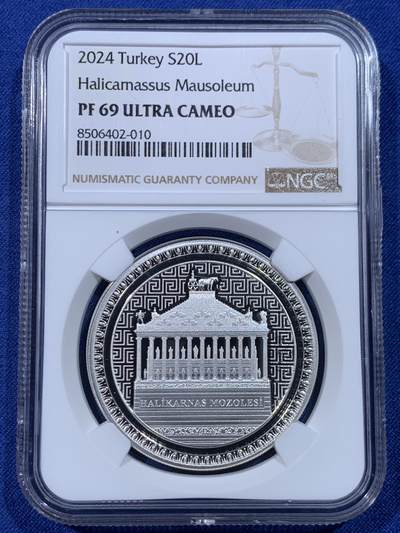 2024 Turkey S20L
Halicarnassus Mausoleum
PF 69 ULTRA CAMEO
8506402-010
NUMISMATIC GUARANTY COMPANY
NGC
HALİKARNAS MOZOLESİ